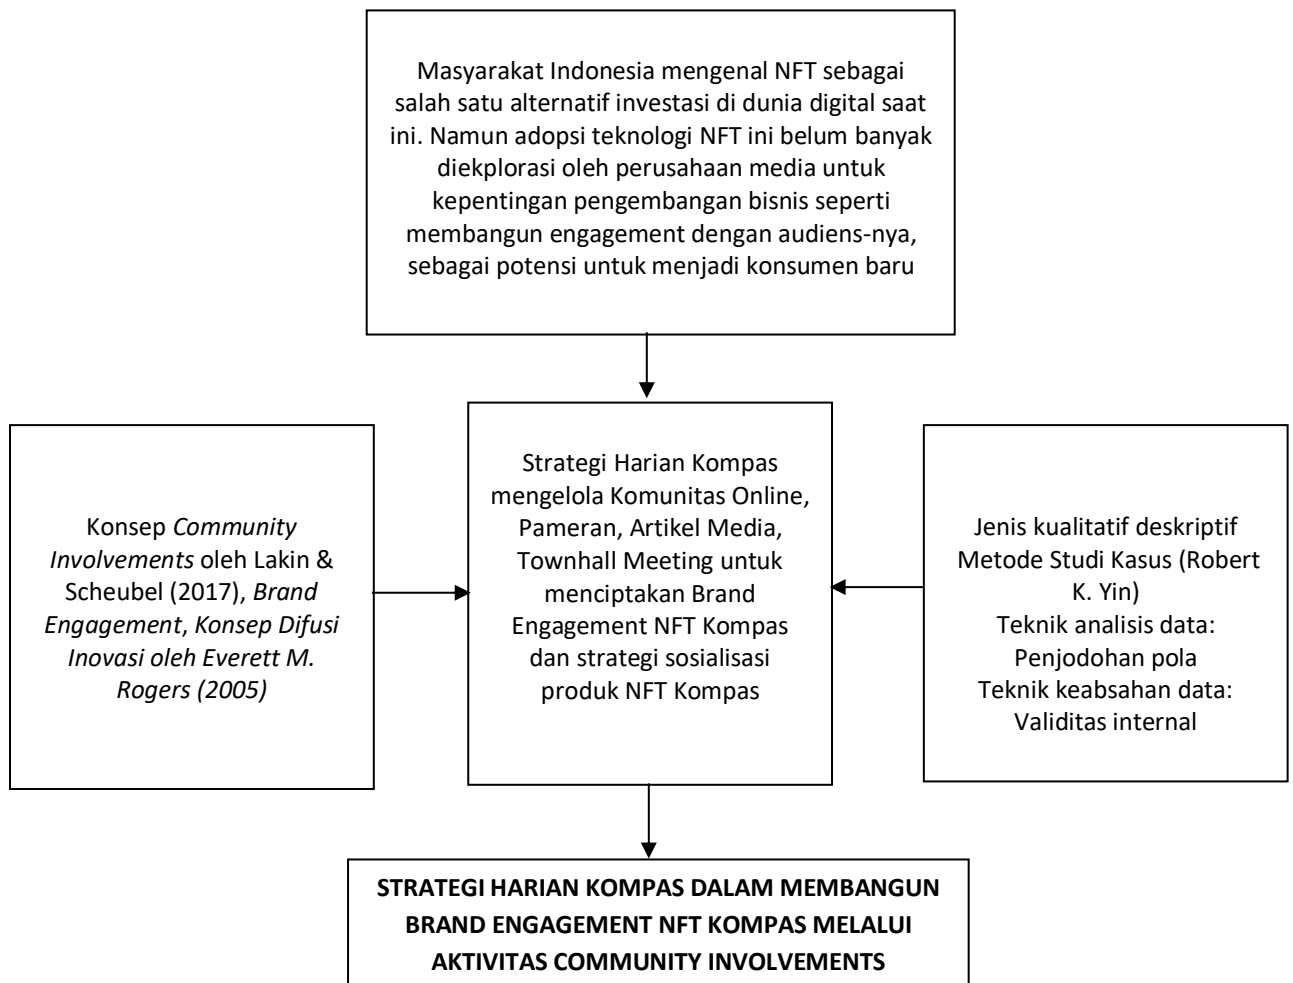 Masyarakat Indonesia mengenal NFT sebagai
salah satu alternatif investasi di dunia digital saat
ini. Namun adopsi teknologi NFT ini belum banyak
diekplorasi oleh perusahaan media untuk
kepentingan pengembangan bisnis seperti
membangun engagement dengan audiens-nya,
sebagai potensi untuk menjadi konsumen baru
Konsep Community
Involvements oleh Lakin &
Scheubel (2017), Brand
Engagement, Konsep Difusi
Inovasi oleh Everett M.
Rogers (2005)
Strategi Harian Kompas
mengelola Komunitas Online,
Pameran, Artikel Media,
Townhall Meeting untuk
menciptakan Brand
Engagement NFT Kompas
dan strategi sosialisasi
produk NFT Kompas
Jenis kualitatif deskriptif
Metode Studi Kasus (Robert
K. Yin)
Teknik analisis data:
Penjodohan pola
Teknik keabsahan data:
Validitas internal
STRATEGI HARIAN KOMPAS DALAM MEMBANGUN
BRAND ENGAGEMENT NFT KOMPAS MELALUI
AKTIVITAS COMMUNITY INVOLVEMENTS